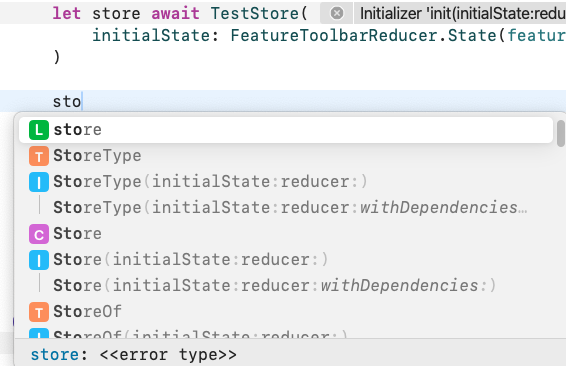 let store await TestStore( Initializer 'init(initialState:redu
initialState: FeatureToolbarReducer.State(featur
)
sto
L store
T StoreType
I StoreType(initialState:reducer:)
StoreType(initialState:reducer:withDependencies…
C Store
I Store(initialState:reducer:)
Store(initialState:reducer:withDependencies:)
T StoreOf
I StoreOf(initialState:reducer:)
store: <<error type>>